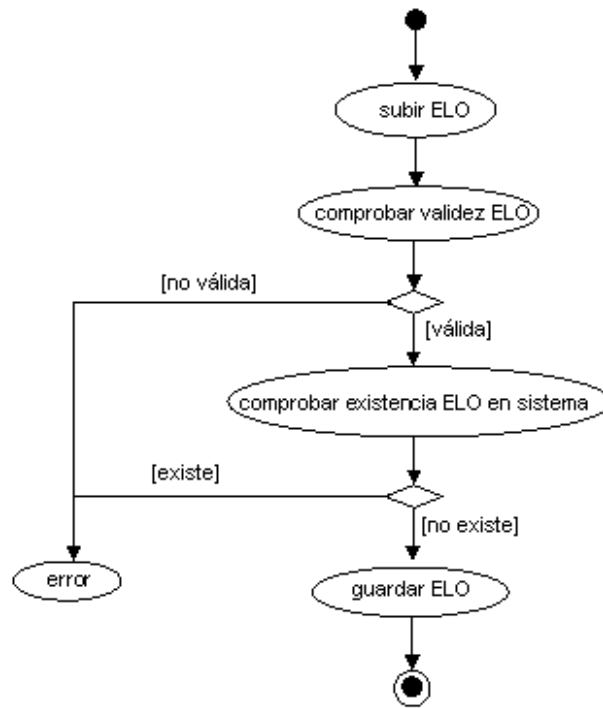 subir ELO
comprobar validez ELO
[no válida]
[válida]
comprobar existencia ELO en sistema
[existe]
[no existe]
error
guardar ELO